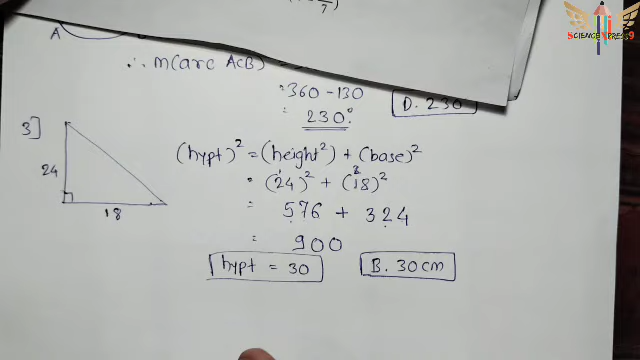 A
∴ m(arc ACB)
= 360 - 130
= 230°.
D. 230
3]
24
18
(hypt)² = (height²) + (base)²
= (24)² + (18)²
= 576 + 324
= 900
hypt = 30
B. 30cm
SCIENCEXPRESS9